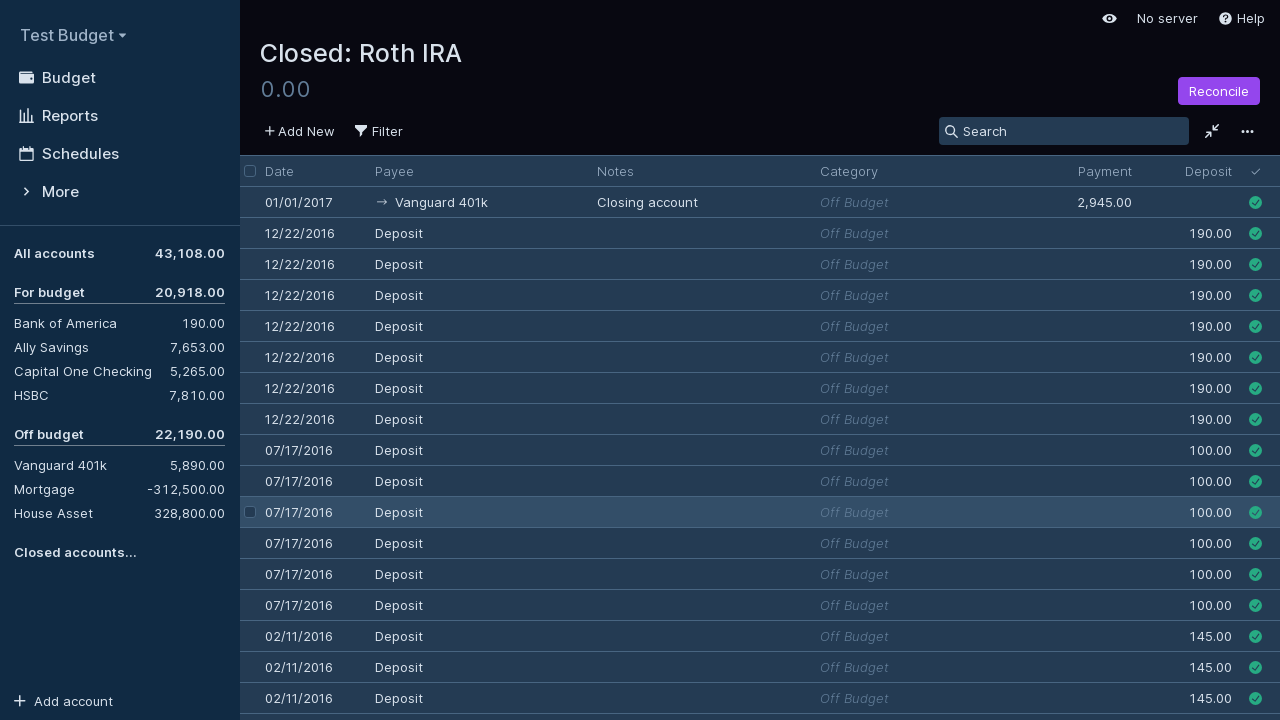 Test Budget
Budget
Reports
Schedules
More
All accounts 43,108.00
For budget 20,918.00
Bank of America 190.00
Ally Savings 7,653.00
Capital One Checking 5,265.00
HSBC 7,810.00
Off budget 22,190.00
Vanguard 401k 5,890.00
Mortgage -312,500.00
House Asset 328,800.00
Closed accounts...
Add account
No server Help
Closed: Roth IRA
0.00
Reconcile
Add New Filter Search
Date Payee Notes Category Payment Deposit
01/01/2017 → Vanguard 401k Closing account Off Budget 2,945.00
12/22/2016 Deposit Off Budget 190.00
12/22/2016 Deposit Off Budget 190.00
12/22/2016 Deposit Off Budget 190.00
12/22/2016 Deposit Off Budget 190.00
12/22/2016 Deposit Off Budget 190.00
12/22/2016 Deposit Off Budget 190.00
12/22/2016 Deposit Off Budget 190.00
07/17/2016 Deposit Off Budget 100.00
07/17/2016 Deposit Off Budget 100.00
07/17/2016 Deposit Off Budget 100.00
07/17/2016 Deposit Off Budget 100.00
07/17/2016 Deposit Off Budget 100.00
07/17/2016 Deposit Off Budget 100.00
02/11/2016 Deposit Off Budget 145.00
02/11/2016 Deposit Off Budget 145.00
02/11/2016 Deposit Off Budget 145.00